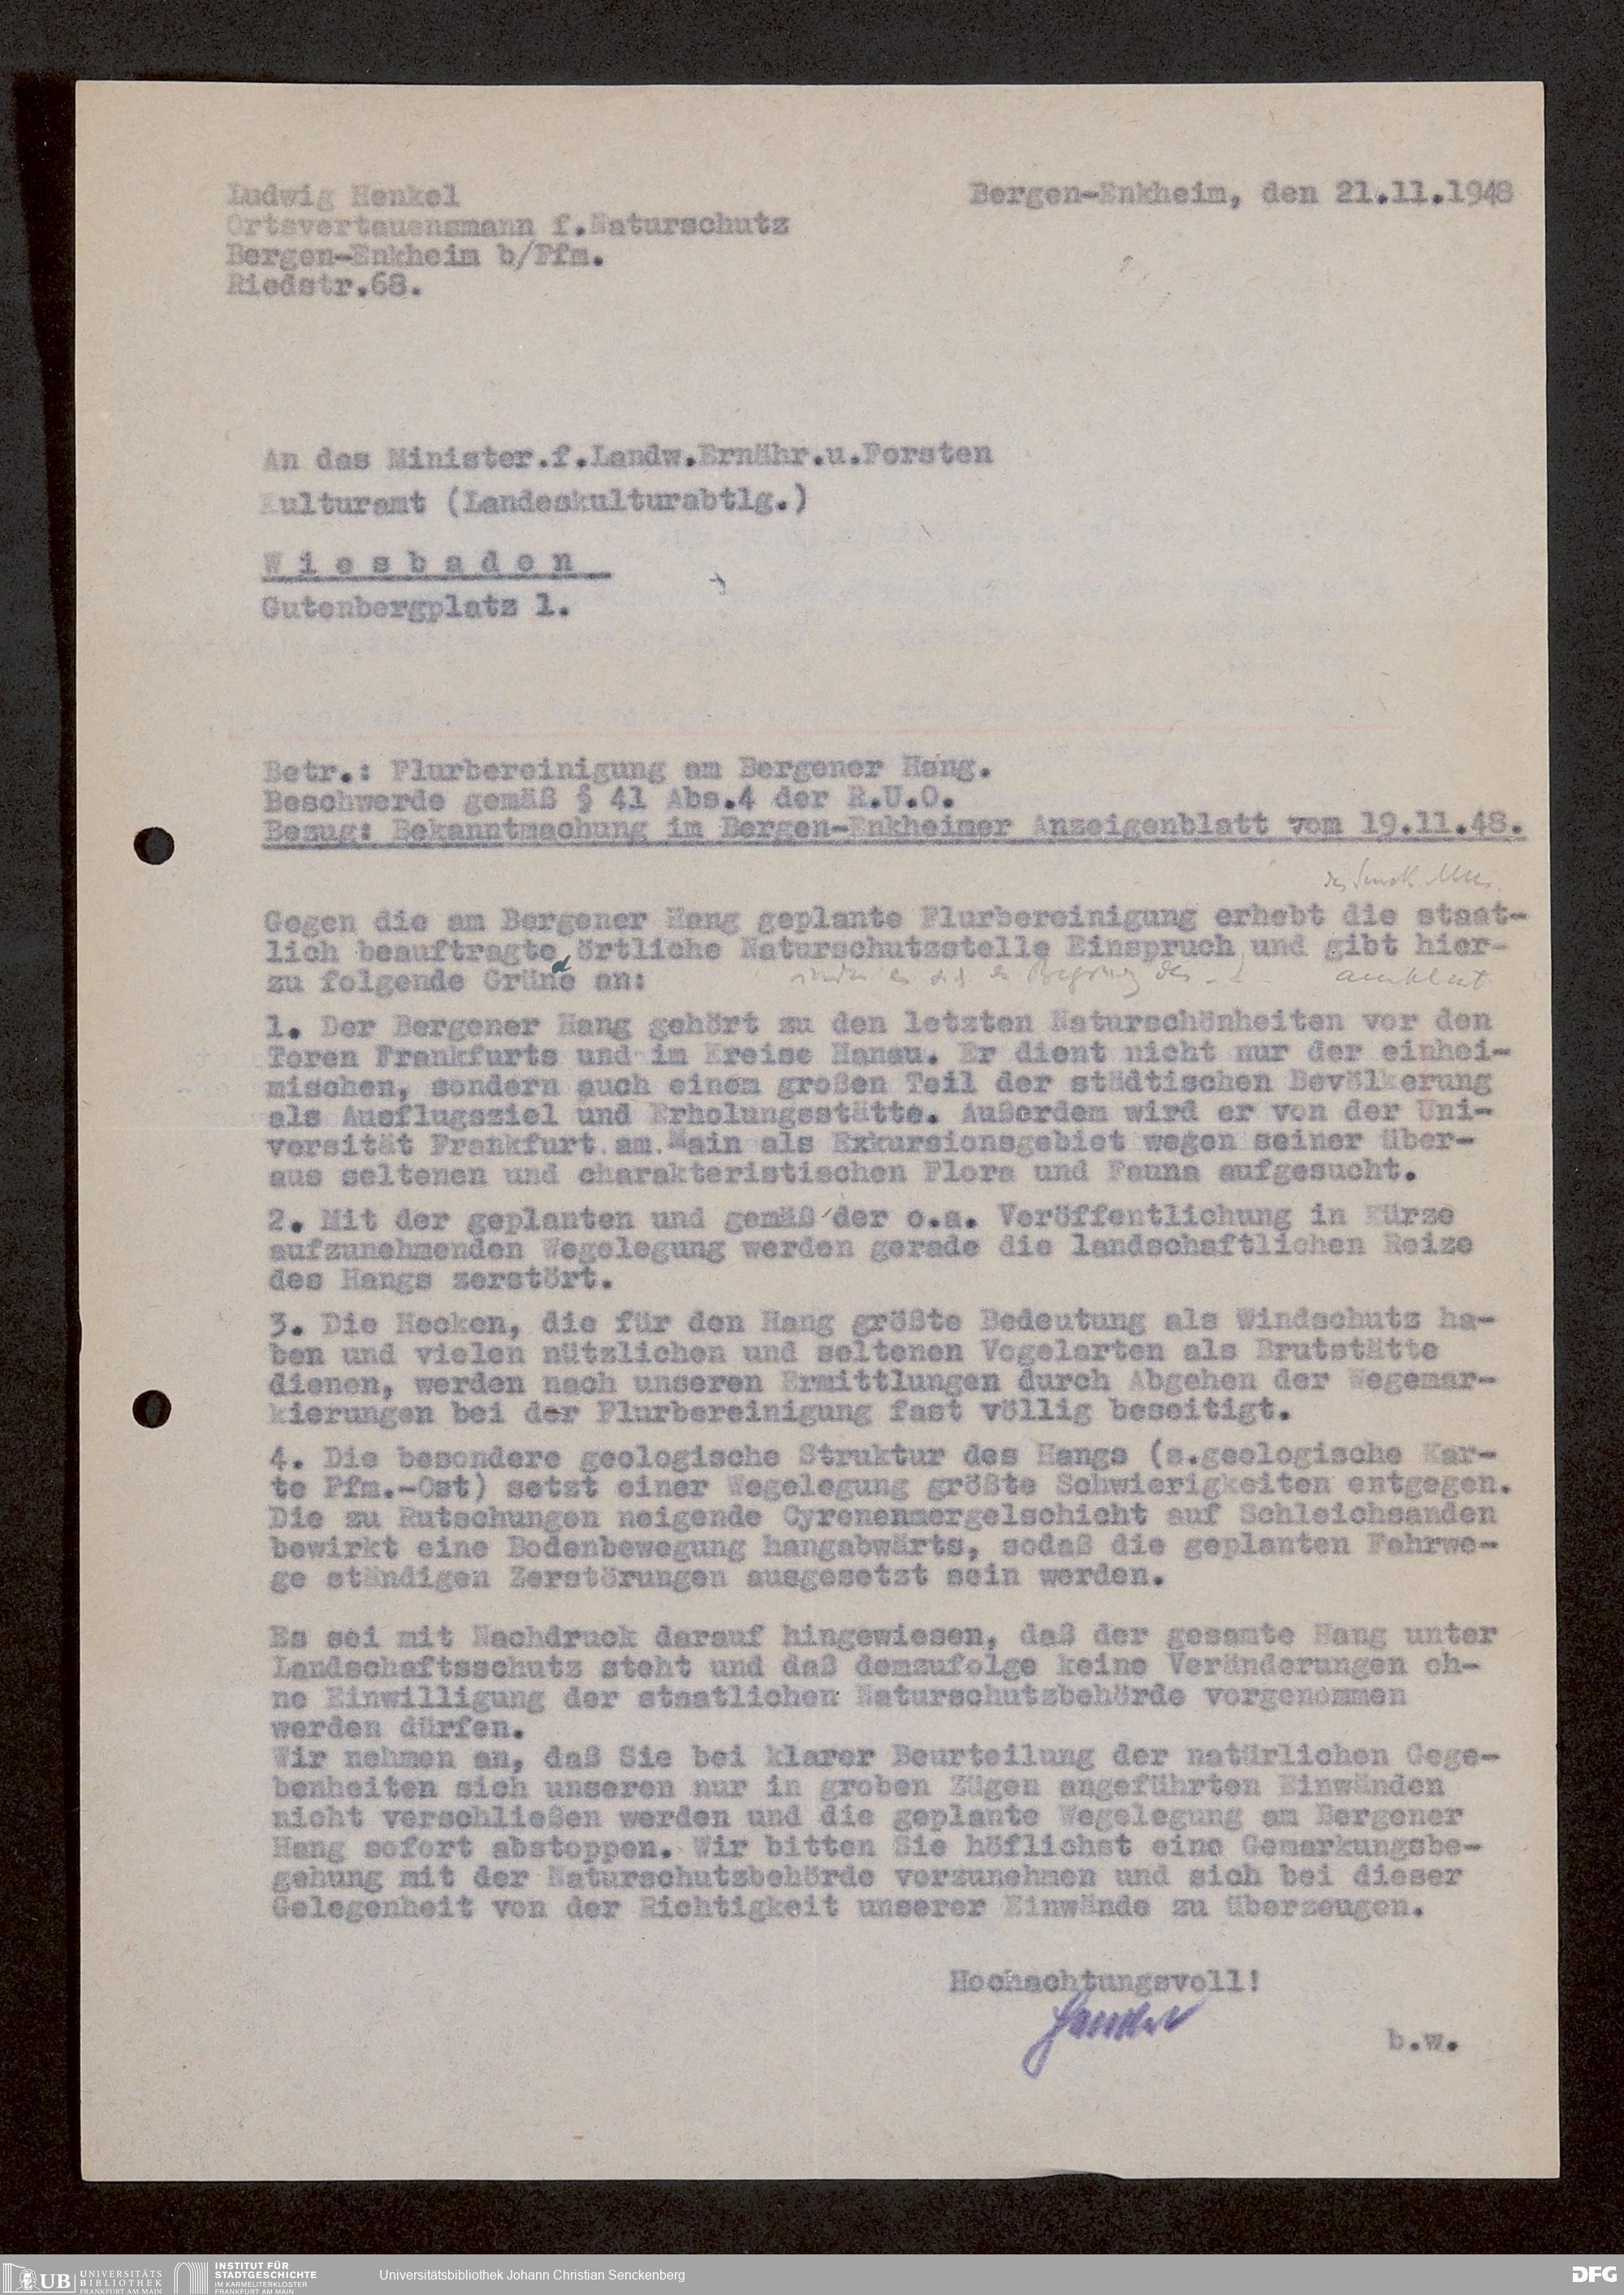 Ludwig Henkel
Bergen-Enkheim, den 21.11.1948
Ortsvertauensmann f.Naturschutz
Bergen-Enkheim b/Ffm.
Riedstr.68.
An das Minister.f.Landw.Ernähr.u.Forsten
Kulturamt (Landeskulturabtlg.)
W i e s b a d e n
Gutenbergplatz 1.
Betr.: Flurbereinigung am Bergener Hang.
Beschwerde gemäß § 41 Abs.4 der R.U.O.
Bezug: Bekanntmachung im Bergen-Enkheimer Anzeigenblatt vom 19.11.48.
Gegen die am Bergener Hang geplante Flurbereinigung erhebt die staat-
lich beauftragte örtliche Naturschutzstelle Einspruch und gibt hier-
zu folgende Gründe an:
1. Der Bergener Hang gehört zu den letzten Naturschönheiten vor den
Toren Frankfurts und im Kreise Hanau. Er dient nicht nur der einhei-
mischen, sondern auch einem großen Teil der städtischen Bevölkerung
als Ausflugsziel und Erholungsstätte. Außerdem wird er von der Uni-
versität Frankfurt am Main als Exkursionsgebiet wegen seiner über-
aus seltenen und charakteristischen Flora und Fauna aufgesucht.
2. Mit der geplanten und gemäß der o.a. Veröffentlichung in Kürze
aufzunehmenden Wegelegung werden gerade die landschaftlichen Reize
des Hangs zerstört.
3. Die Hecken, die für den Hang größte Bedeutung als Windschutz ha-
ben und vielen nützlichen und seltenen Vogelarten als Brutstätte
dienen, werden nach unseren Ermittlungen durch Abgehen der Wegemar-
kierungen bei der Flurbereinigung fast völlig beseitigt.
4. Die besondere geologische Struktur des Hangs (s.geologische Kar-
te Ffm.-Ost) setzt einer Wegelegung größte Schwierigkeiten entgegen.
Die zu Rutschungen neigende Cyrenenmergelschicht auf Schleichsanden
bewirkt eine Bodenbewegung hangabwärts, sodaß die geplanten Fahrwe-
ge ständigen Zerstörungen ausgesetzt sein werden.
Es sei mit Nachdruck darauf hingewiesen, daß der gesamte Hang unter
Landschaftsschutz steht und daß demzufolge keine Veränderungen oh-
ne Einwilligung der staatlichen Naturschutzbehörde vorgenommen
werden dürfen.
Wir nehmen an, daß Sie bei klarer Beurteilung der natürlichen Gege-
benheiten sich unseren nur in groben Zügen angeführten Einwänden
nicht verschließen werden und die geplante Wegelegung am Bergener
Hang sofort abstoppen. Wir bitten Sie höflichst eine Gemarkungsbe-
gehung mit der Naturschutzbehörde vorzunehmen und sich bei dieser
Gelegenheit von der Richtigkeit unserer Einwände zu überzeugen.
Hochachtungsvoll!
b.w.
UB UNIVERSITÄTS
BIBLIOTHEK
FRANKFURT AM MAIN
INSTITUT FÜR
STADTGESCHICHTE
IM KARMELITERKLOSTER
FRANKFURT AM MAIN
Universitätsbibliothek Johann Christian Senckenberg
DFG